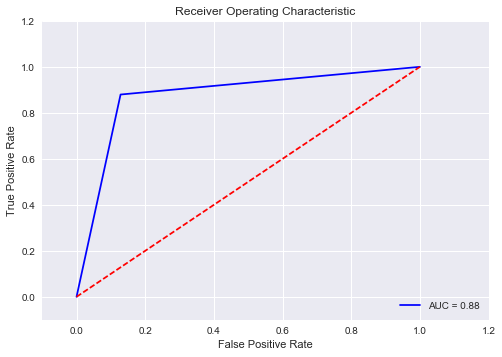 Receiver Operating Characteristic
1.2
1.0
0.8
0.6
0.4
0.2
0.0
True Positive Rate
AUC = 0.88
0.0 0.2 0.4 0.6 0.8 1.0 1.2
False Positive Rate